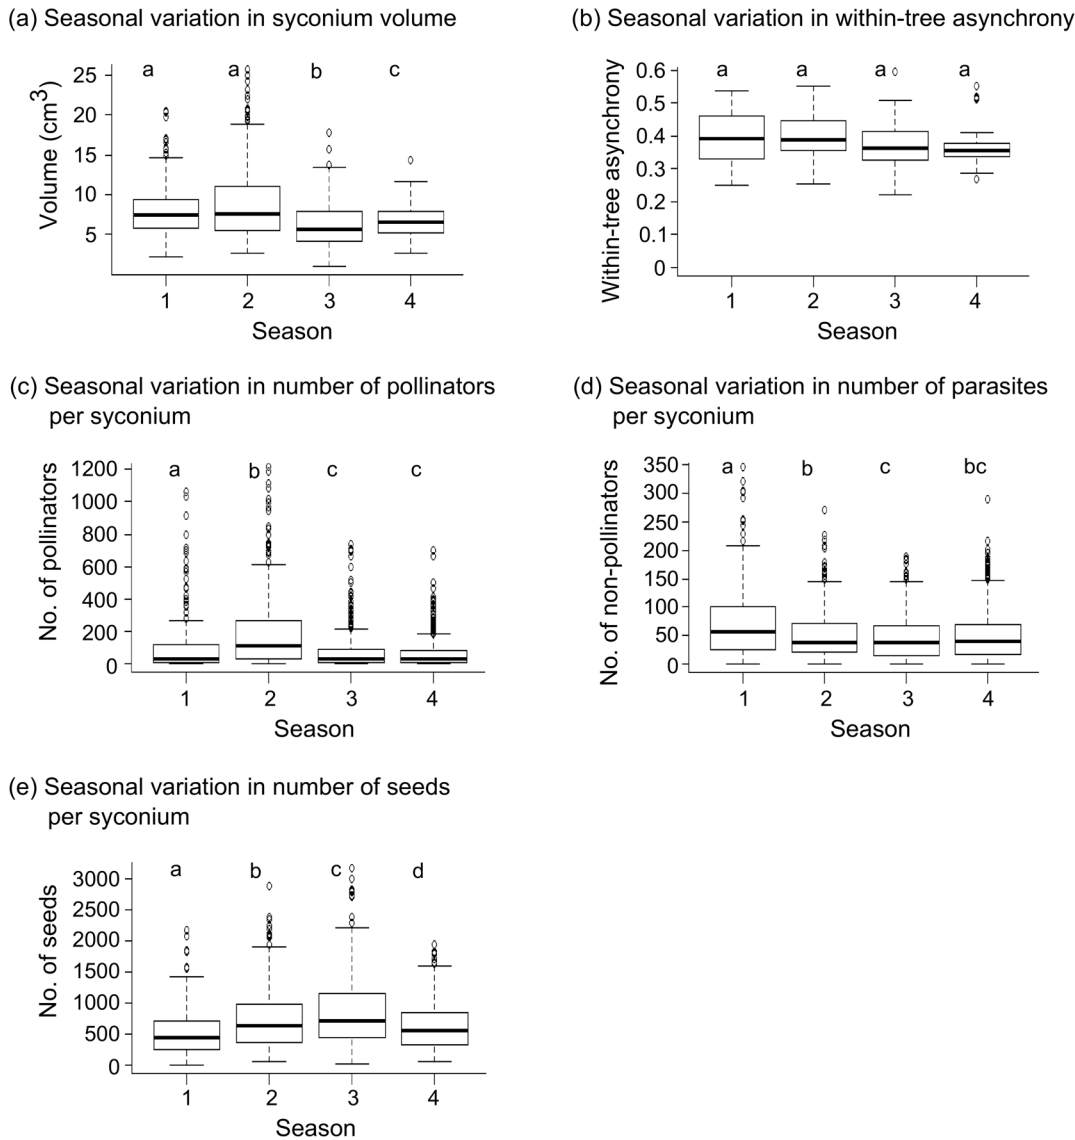 (a) Seasonal variation in syconium volume
Volume (cm3)
25
20
15
10
5
a a b c
1 2 3 4
Season
(b) Seasonal variation in within-tree asynchrony
Within-tree asynchrony
0.6
0.5
0.4
0.3
0.2
0.1
0
a a a a
1 2 3 4
Season
(c) Seasonal variation in number of pollinators
per syconium
No. of pollinators
1200
1000
800
600
400
200
0
a b c c
1 2 3 4
Season
(d) Seasonal variation in number of parasites
per syconium
No. of non-pollinators
350
300
250
200
150
100
50
0
a b c bc
1 2 3 4
Season
(e) Seasonal variation in number of seeds
per syconium
No. of seeds
3000
2500
2000
1500
1000
500
0
a b c d
1 2 3 4
Season